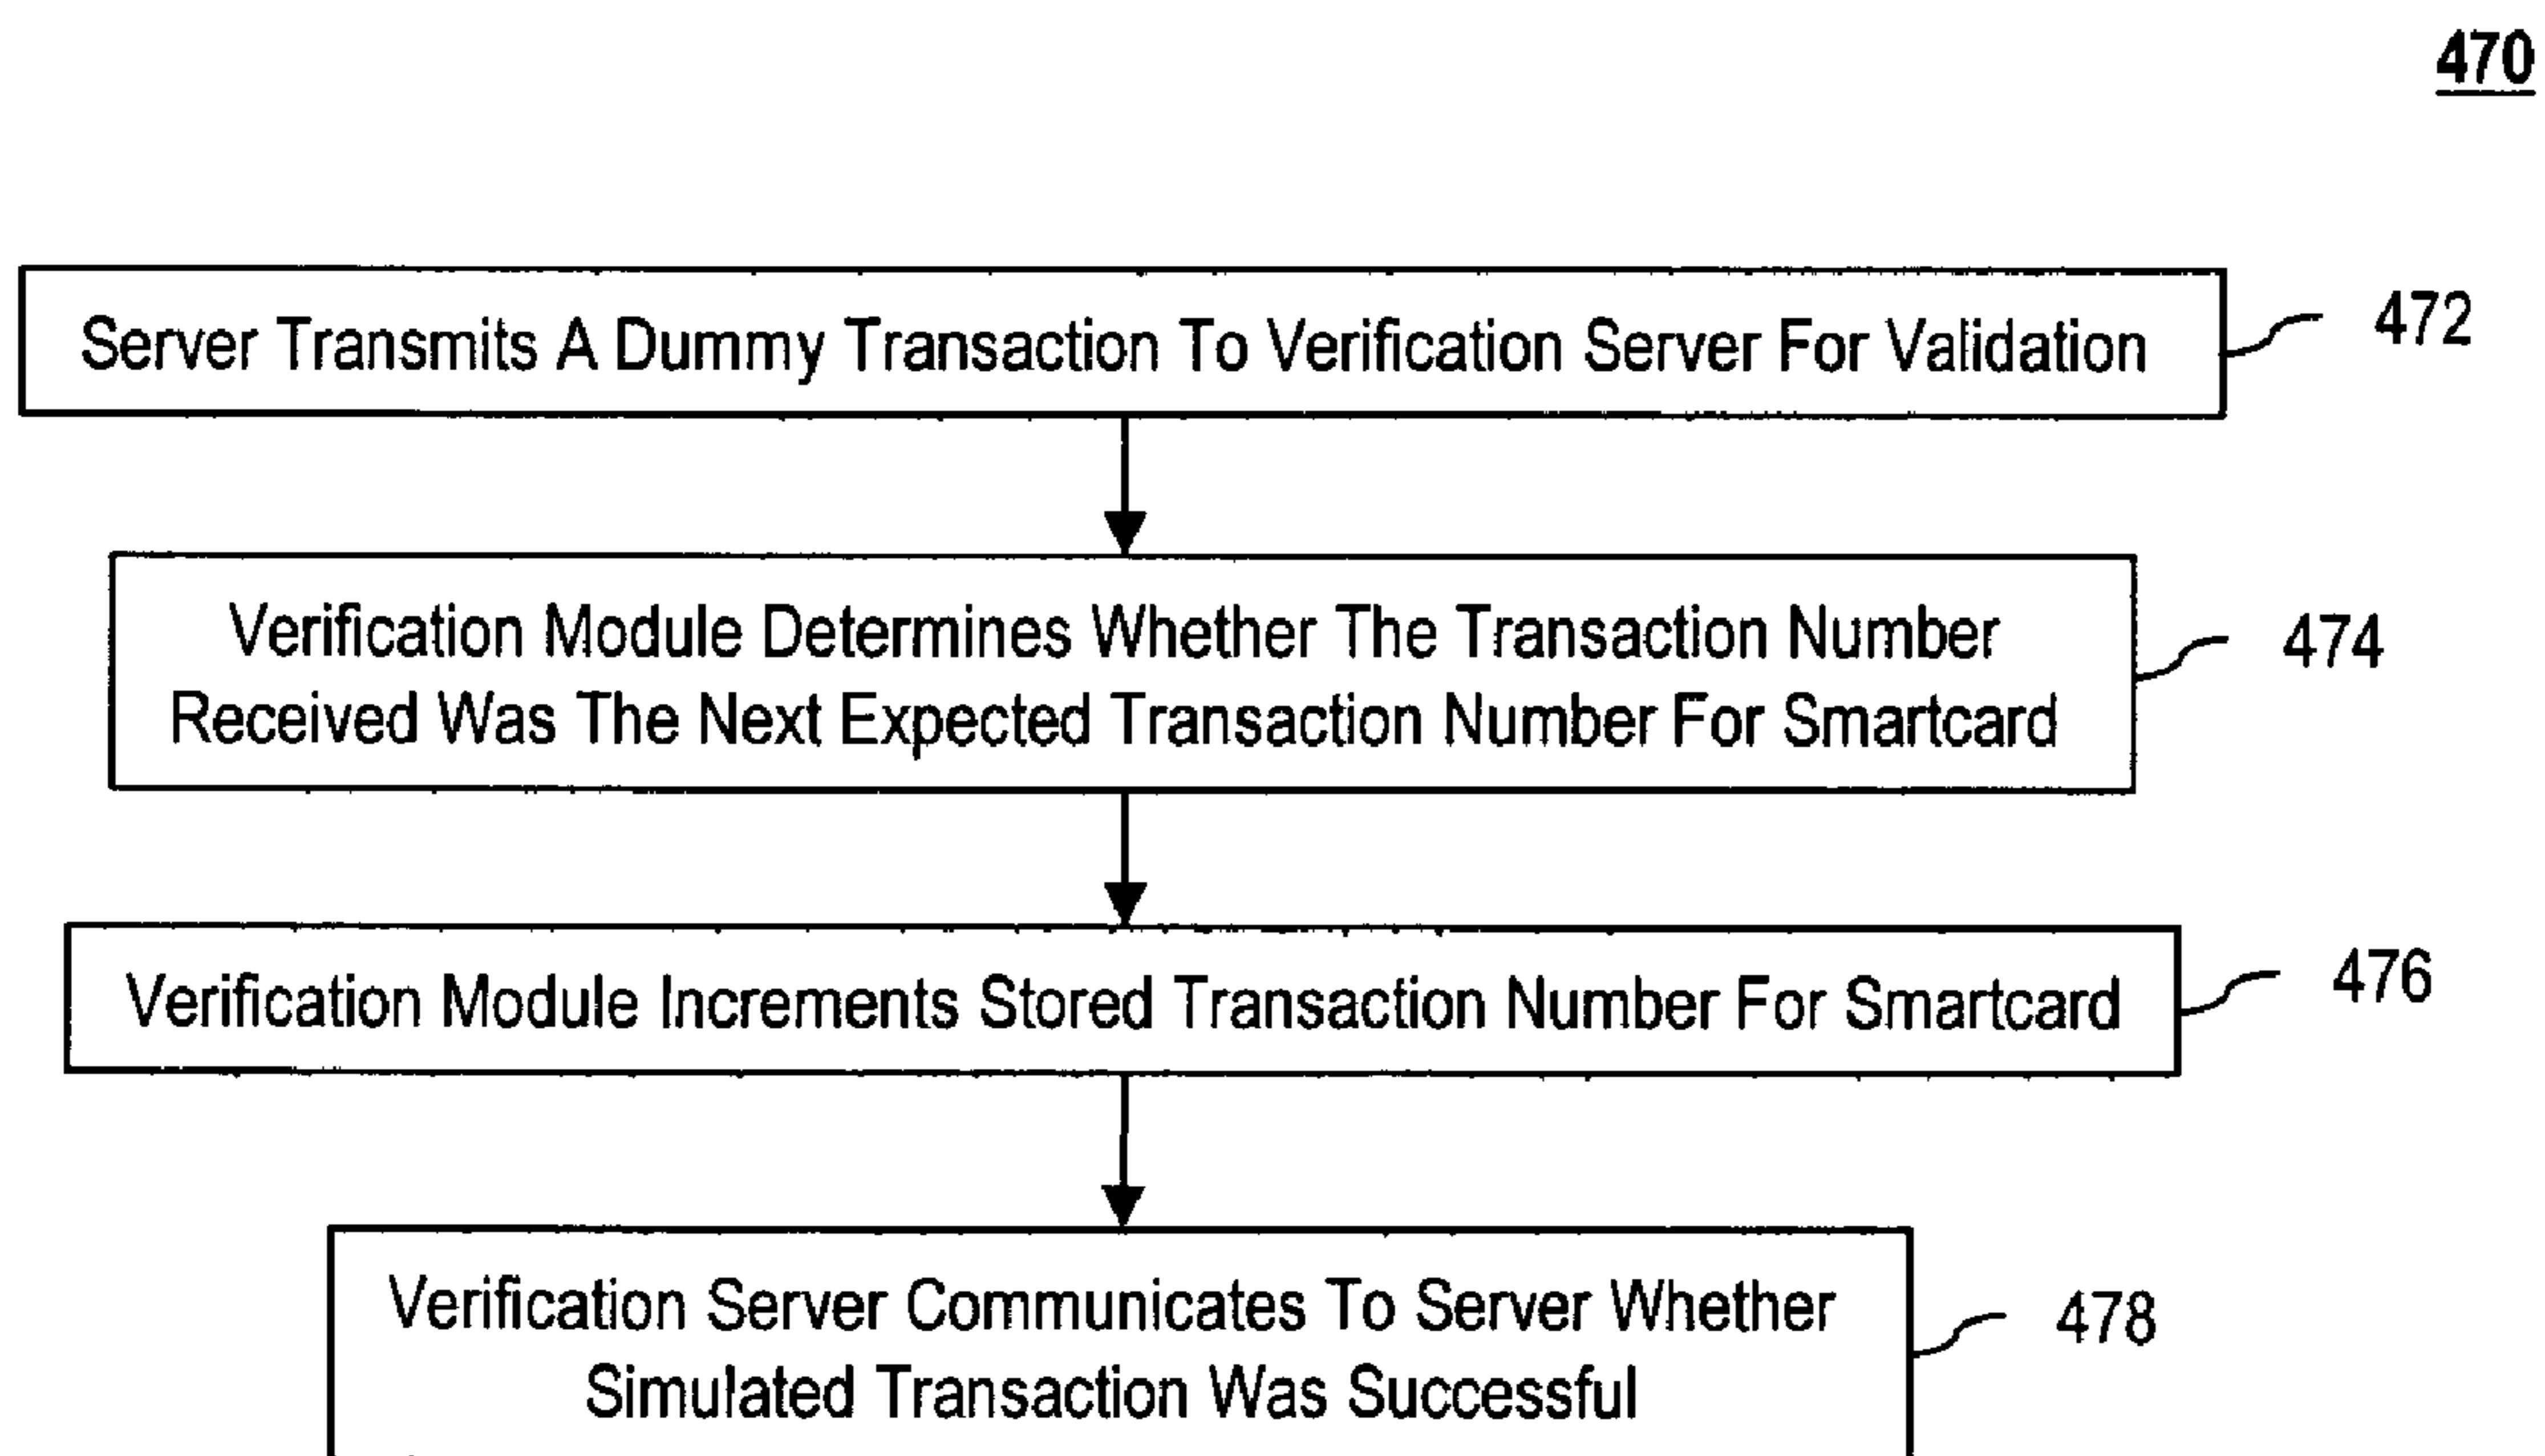 470
Server Transmits A Dummy Transaction To Verification Server For Validation
472
Verification Module Determines Whether The Transaction Number
Received Was The Next Expected Transaction Number For Smartcard
474
Verification Module Increments Stored Transaction Number For Smartcard
476
Verification Server Communicates To Server Whether
Simulated Transaction Was Successful
478